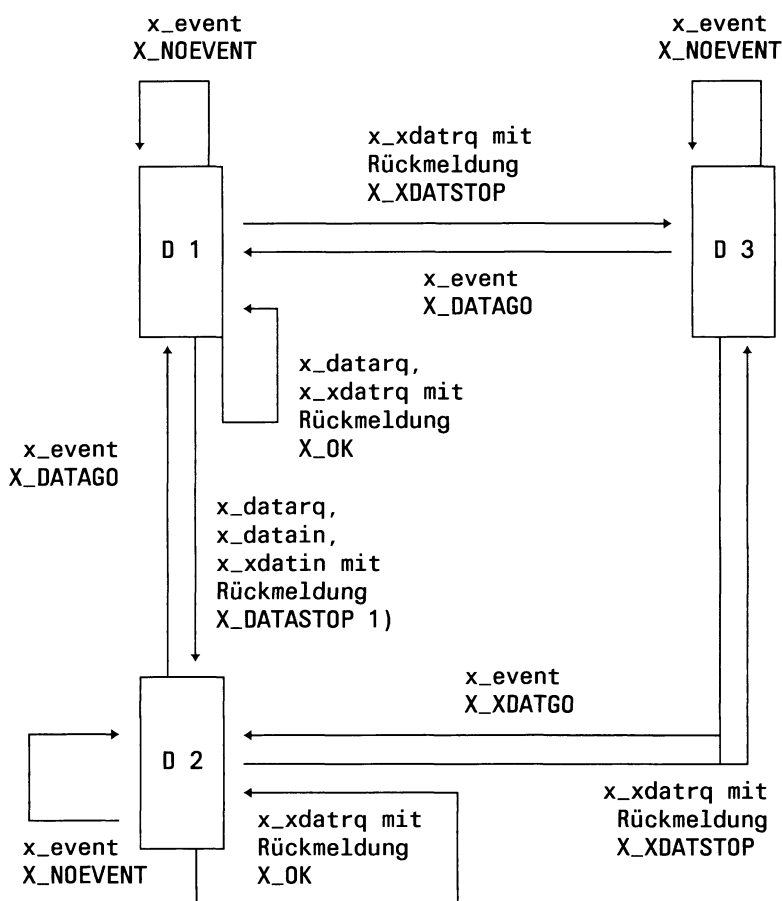 x_event
X_NOEVENT
x_event
X_NOEVENT
x_xdatrq mit
Rückmeldung
X_XDATSTOP
D 1
D 3
x_event
X_DATAGO
x_datarq,
x_xdatrq mit
Rückmeldung
X_OK
x_event
X_DATAGO
x_datarq,
x_datain,
x_xdatin mit
Rückmeldung
X_DATASTOP 1)
x_event
X_XDATGO
D 2
x_event
X_NOEVENT
x_xdatrq mit
Rückmeldung
X_OK
x_xdatrq mit
Rückmeldung
X_XDATSTOP